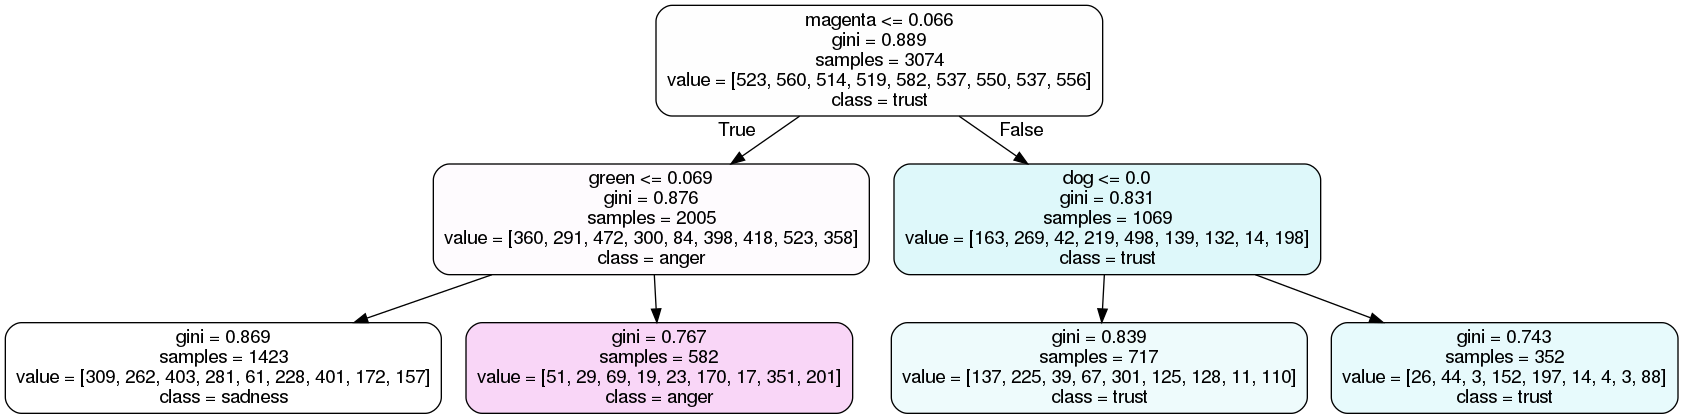 magenta <= 0.066
gini = 0.889
samples = 3074
value = [523, 560, 514, 519, 582, 537, 550, 537, 556]
class = trust
True
False
green <= 0.069
gini = 0.876
samples = 2005
value = [360, 291, 472, 300, 84, 398, 418, 523, 358]
class = anger
dog <= 0.0
gini = 0.831
samples = 1069
value = [163, 269, 42, 219, 498, 139, 132, 14, 198]
class = trust
gini = 0.869
samples = 1423
value = [309, 262, 403, 281, 61, 228, 401, 172, 157]
class = sadness
gini = 0.767
samples = 582
value = [51, 29, 69, 19, 23, 170, 17, 351, 201]
class = anger
gini = 0.839
samples = 717
value = [137, 225, 39, 67, 301, 125, 128, 11, 110]
class = trust
gini = 0.743
samples = 352
value = [26, 44, 3, 152, 197, 14, 4, 3, 88]
class = trust